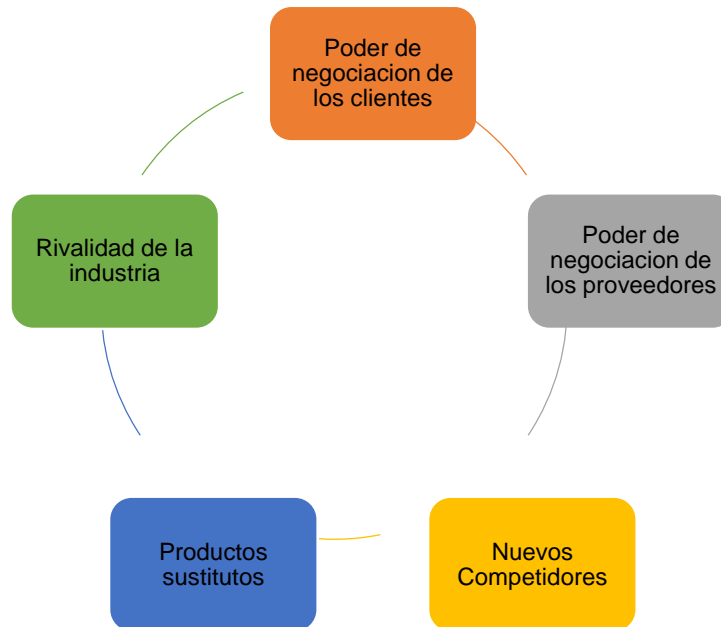 Poder de
negociacion de
los clientes
Poder de
negociacion de
los proveedores
Nuevos
Competidores
Productos
sustitutos
Rivalidad de la
industria